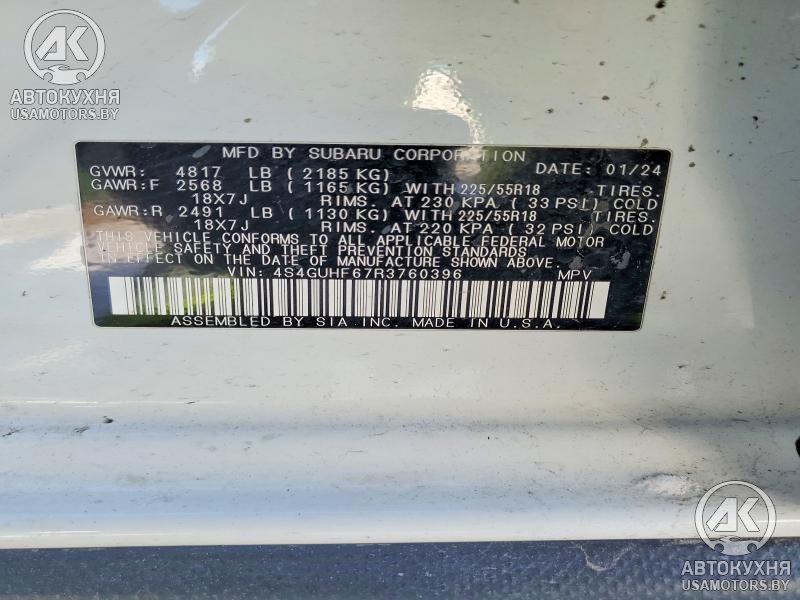 AK
АВТОКУХНЯ
USAMOTORS.BY
MFD BY SUBARU CORPORATION DATE: 01/24
GVWR: 4817 LB (2185 KG)
GAWR:F 2568 LB (1165 KG) WITH 225/55R18 TIRES.
18X7J RIMS. AT 230 KPA (33 PSI) COLD
GAWR:R 2491 LB (1130 KG) WITH 225/55R18 TIRES.
18X7J RIMS. AT 220 KPA (32 PSI) COLD
THIS VEHICLE CONFORMS TO ALL APPLICABLE FEDERAL MOTOR
VEHICLE SAFETY AND THEFT PREVENTION STANDARDS
IN EFFECT ON THE DATE OF MANUFACTURE SHOWN ABOVE.
VIN: 4S4GUHF67R3760396 MPV
ASSEMBLED BY SIA INC. MADE IN U.S.A.
AK
АВТОКУХНЯ
USAMOTORS.BY